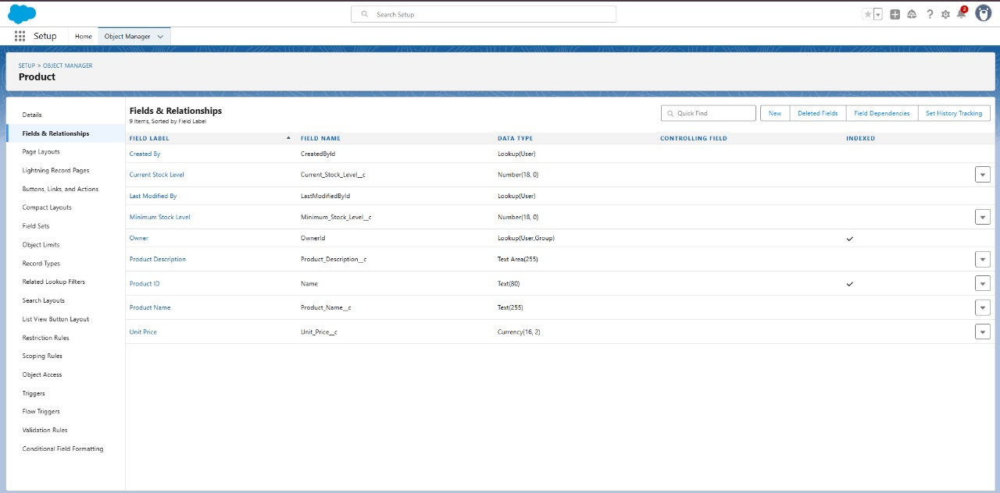 Search Setup
2
Setup Home Object Manager
SETUP > OBJECT MANAGER
Product
Details
Fields & Relationships
Page Layouts
Lightning Record Pages
Buttons, Links, and Actions
Compact Layouts
Field Sets
Object Limits
Record Types
Related Lookup Filters
Search Layouts
List View Button Layout
Restriction Rules
Scoping Rules
Object Access
Triggers
Flow Triggers
Validation Rules
Conditional Field Formatting
Fields & Relationships
9 Items, Sorted by Field Label
Quick Find New Deleted Fields Field Dependencies Set History Tracking
FIELD LABEL FIELD NAME DATA TYPE CONTROLLING FIELD INDEXED
Created By CreatedById Lookup(User)
Current Stock Level Current_Stock_Level__c Number(18, 0)
Last Modified By LastModifiedById Lookup(User)
Minimum Stock Level Minimum_Stock_Level__c Number(18, 0)
Owner OwnerId Lookup(User,Group)
Product Description Product_Description__c Text Area(255)
Product ID Name Text(80)
Product Name Product_Name__c Text(255)
Unit Price Unit_Price__c Currency(16, 2)